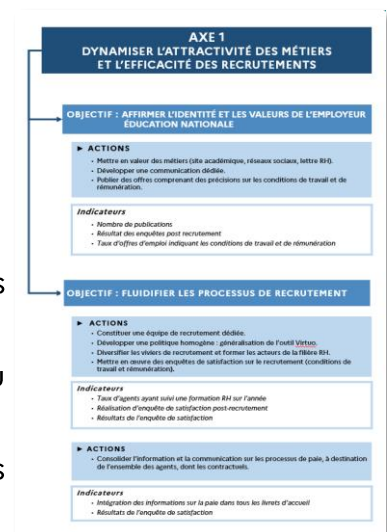 AXE 1
DYNAMISER L'ATTRACTIVITÉ DES MÉTIERS
ET L'EFFICACITÉ DES RECRUTEMENTS
OBJECTIF : AFFIRMER L'IDENTITÉ ET LES VALEURS DE L'EMPLOYEUR
ÉDUCATION NATIONALE
► ACTIONS
• Mettre en valeur des métiers (site académique, réseaux sociaux, lettre RH).
• Développer une communication dédiée.
• Publier des offres comprenant des précisions sur les conditions de travail et de
rémunération.
Indicateurs
• Nombre de publications
• Résultat des enquêtes post recrutement
• Taux d'offres d'emploi indiquant les conditions de travail et de rémunération
s
OBJECTIF : FLUIDIFIER LES PROCESSUS DE RECRUTEMENT
► ACTIONS
• Constituer une équipe de recrutement dédiée.
• Développer une politique homogène : généralisation de l'outil Virtuo.
• Diversifier les viviers de recrutement et former les acteurs de la filière RH.
• Mettre en œuvre des enquêtes de satisfaction sur le recrutement (conditions de
travail et rémunération).
Indicateurs
• Taux d'agents ayant suivi une formation RH sur l'année
• Réalisation d'enquête de satisfaction post-recrutement
• Résultats de l'enquête de satisfaction
s
► ACTIONS
• Consolider l'information et la communication sur les processus de paie, à destination
de l'ensemble des agents, dont les contractuels.
Indicateurs
• Intégration des informations sur la paie dans tous les livrets d'accueil
• Résultats de l'enquête de satisfaction